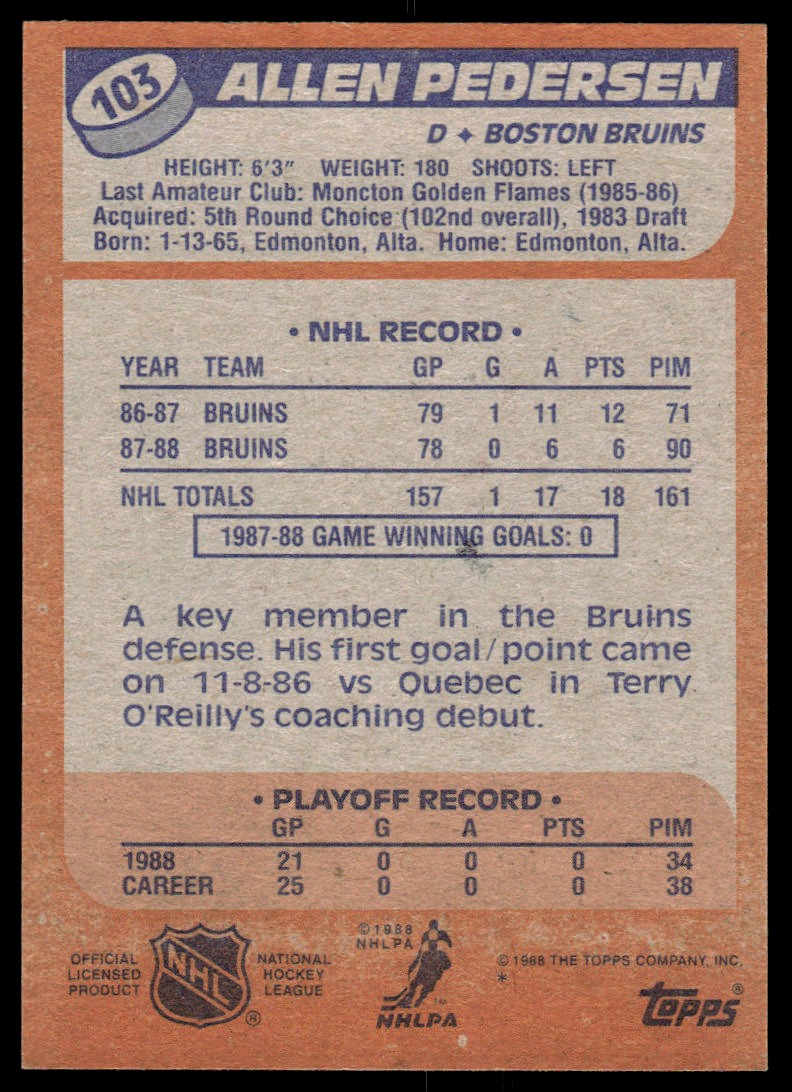 103
ALLEN PEDERSEN
D ✦ BOSTON BRUINS
HEIGHT: 6'3" WEIGHT: 180 SHOOTS: LEFT
Last Amateur Club: Moncton Golden Flames (1985-86)
Acquired: 5th Round Choice (102nd overall), 1983 Draft
Born: 1-13-65, Edmonton, Alta. Home: Edmonton, Alta.
• NHL RECORD •
YEAR TEAM GP G A PTS PIM
86-87 BRUINS 79 1 11 12 71
87-88 BRUINS 78 0 6 6 90
NHL TOTALS 157 1 17 18 161
1987-88 GAME WINNING GOALS: 0
A key member in the Bruins
defense. His first goal/point came
on 11-8-86 vs Quebec in Terry
O'Reilly's coaching debut.
• PLAYOFF RECORD •
GP G A PTS PIM
1988 21 0 0 0 34
CAREER 25 0 0 0 38
OFFICIAL
LICENSED
PRODUCT
NHL
®
NATIONAL
HOCKEY
LEAGUE
©1988
NHLPA
™
NHLPA
© 1988 THE TOPPS COMPANY, INC.
*
TOPPS®